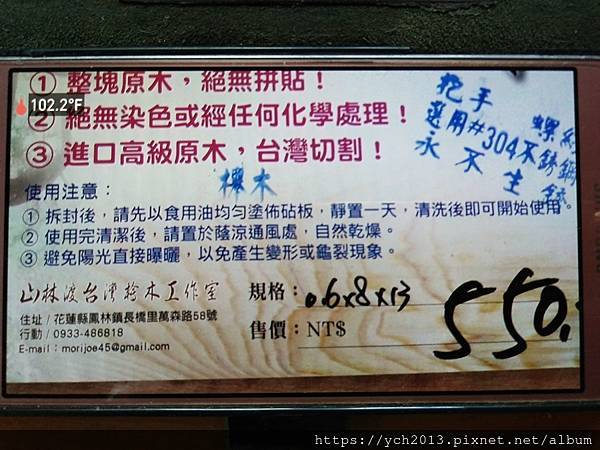 ① 整塊原木，絕無拼貼！
102.2°F
② 絕無染色或經任何化學處理！
③ 進口高級原木，台灣切割！
把手 螺絲
選用#304不銹鋼
永不生銹
櫸木
使用注意：
① 拆封後，請先以食用油均勻塗佈砧板，靜置一天，清洗後即可開始使用。
② 使用完清潔後，請置於蔭涼通風處，自然乾燥。
③ 避免陽光直接曝曬，以免產生變形或龜裂現象。
山林渡台灣桧木工作室
住址 / 花蓮縣鳳林鎮長橋里萬森路58號
行動 / 0933-486818
E-mail：morijoe45@gmail.com
規格：0.6x8x13
售價：NT$ 550.
https://ych2013.pixnet.net/album